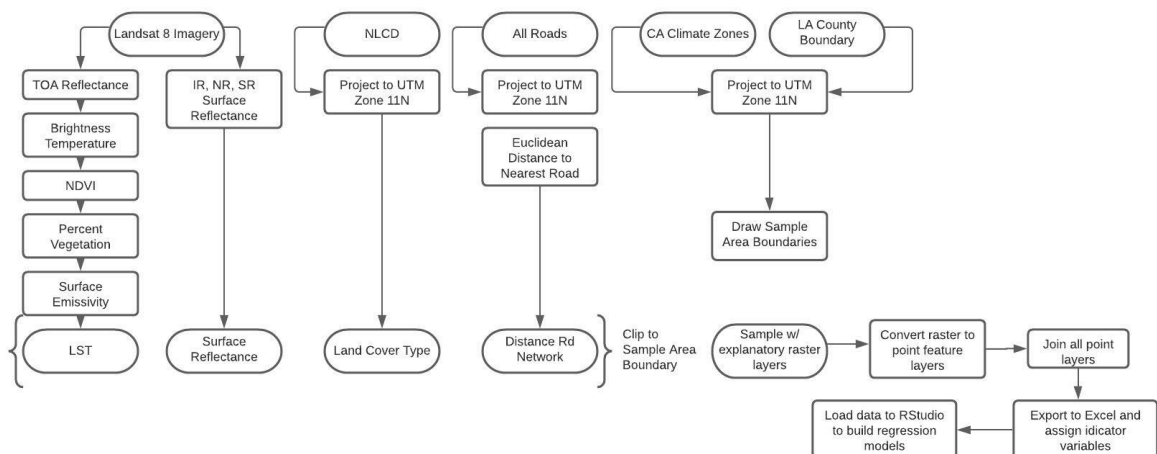 Landsat 8 Imagery
NLCD
All Roads
CA Climate Zones
LA County
Boundary
TOA Reflectance
IR, NR, SR
Surface
Reflectance
Project to UTM
Zone 11N
Project to UTM
Zone 11N
Project to UTM
Zone 11N
Brightness
Temperature
Euclidean
Distance to
Nearest Road
NDVI
Percent
Vegetation
Draw Sample
Area Boundaries
Surface
Emissivity
LST
Surface
Reflectance
Land Cover Type
Distance Rd
Network
Clip to
Sample Area
Boundary
Sample w/
explanatory raster
layers
Convert raster to
point feature
layers
Join all point
layers
Load data to RStudio
to build regression
models
Export to Excel and
assign idicator
variables